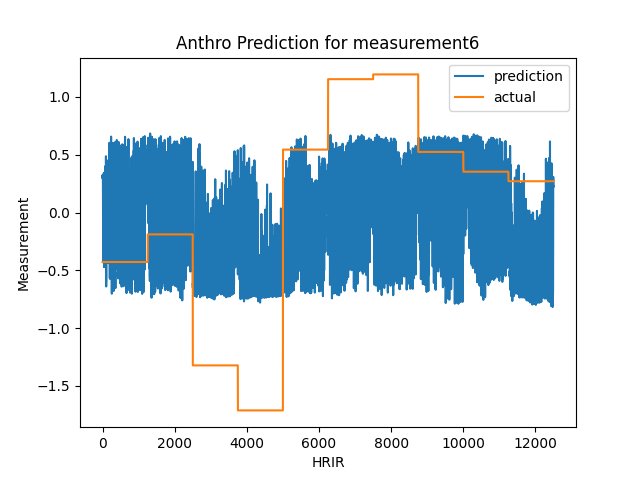 Anthro Prediction for measurement6
prediction
actual
Measurement
1.0
0.5
0.0
−0.5
−1.0
−1.5
0 2000 4000 6000 8000 10000 12000
HRIR